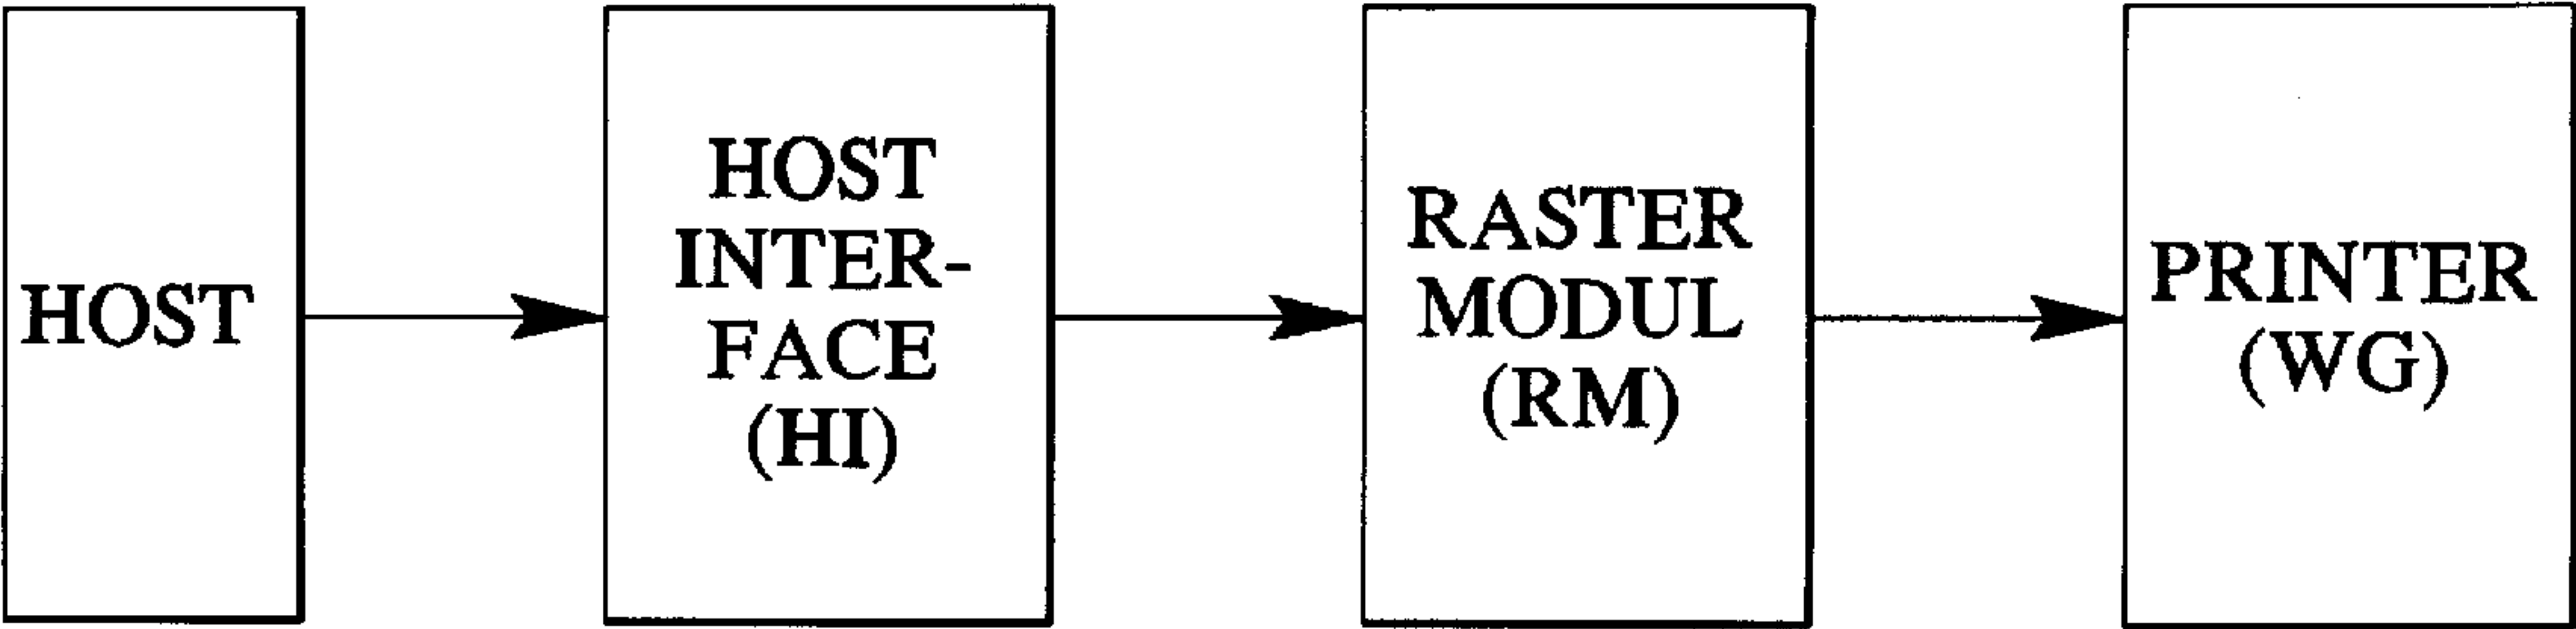 HOST
HOST
INTER-
FACE
(HI)
RASTER
MODUL
(RM)
PRINTER
(WG)